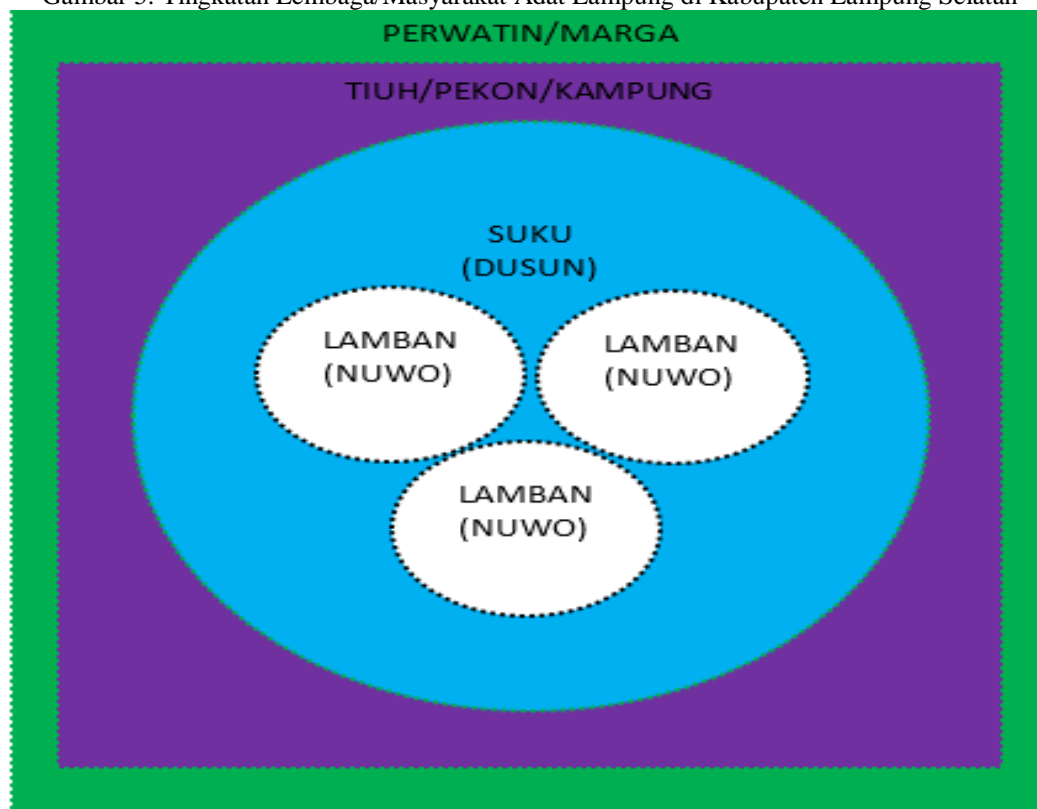 Gambar 3. Tingkatan Lembaga/Masyarakat Adat Lampung di Kabupaten Lampung Selatan
PERWATIN/MARGA
TIUH/PEKON/KAMPUNG
SUKU
(DUSUN)
LAMBAN
(NUWO)
LAMBAN
(NUWO)
LAMBAN
(NUWO)